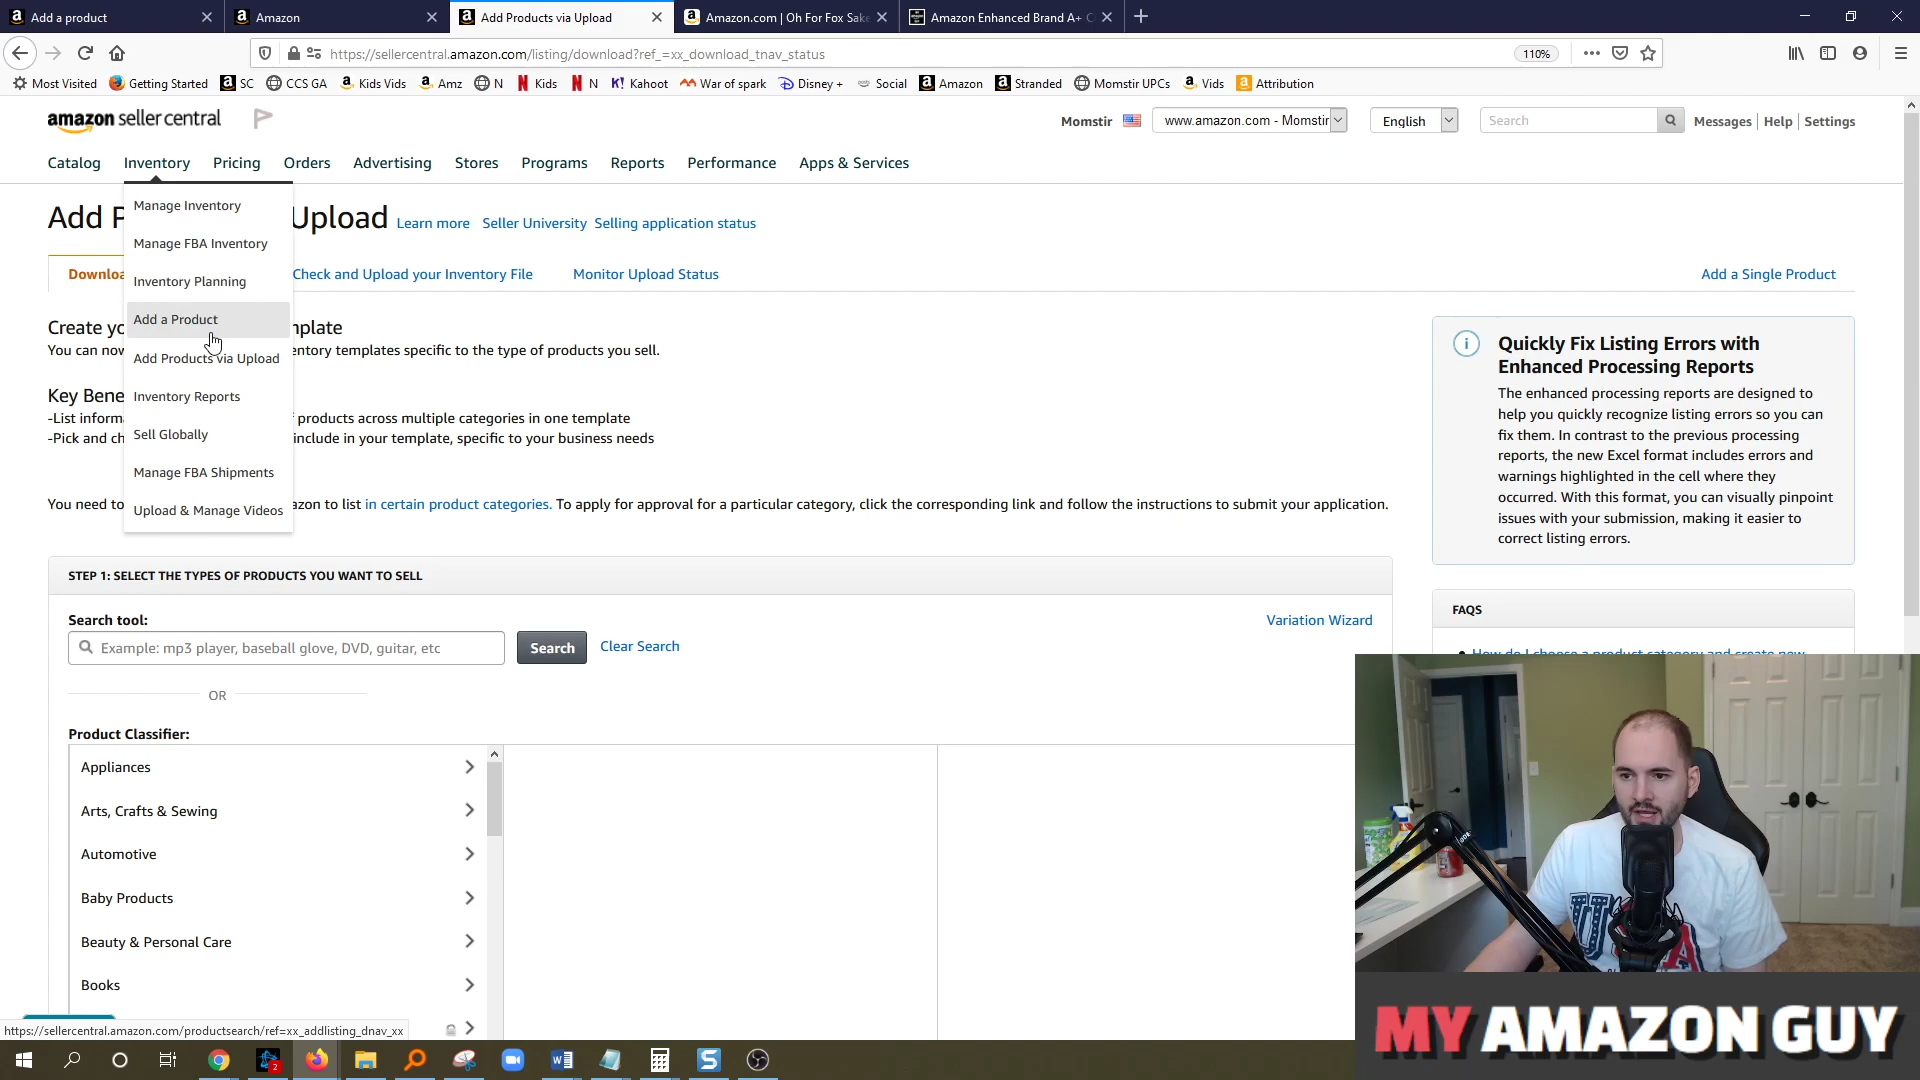 Add a product
Amazon
Add Products via Upload
Amazon.com | Oh For Fox Sake
Amazon Enhanced Brand A+ C
https://sellercentral.amazon.com/listing/download?ref_=xx_download_tnav_status
110%
Most Visited
Getting Started
SC
CCS GA
Kids Vids
Amz
N
Kids
N
Kahoot
War of spark
Disney +
Social
Amazon
Stranded
Momstir UPCs
Vids
Attribution
amazon seller central
Momstir
www.amazon.com - Momstir
English
Search
Messages
Help
Settings
Catalog
Inventory
Pricing
Orders
Advertising
Stores
Programs
Reports
Performance
Apps & Services
Manage Inventory
Manage FBA Inventory
Inventory Planning
Add a Product
Add Products via Upload
Inventory Reports
Sell Globally
Manage FBA Shipments
Upload & Manage Videos
Add P Upload
Learn more
Seller University
Selling application status
Downloa
Check and Upload your Inventory File
Monitor Upload Status
Add a Single Product
Create yo nplate
You can now entory templates specific to the type of products you sell.
Key Bene
-List inform products across multiple categories in one template
-Pick and ch include in your template, specific to your business needs
You need to azon to list in certain product categories. To apply for approval for a particular category, click the corresponding link and follow the instructions to submit your application.
Quickly Fix Listing Errors with
Enhanced Processing Reports
The enhanced processing reports are designed to
help you quickly recognize listing errors so you can
fix them. In contrast to the previous processing
reports, the new Excel format includes errors and
warnings highlighted in the cell where they
occurred. With this format, you can visually pinpoint
issues with your submission, making it easier to
correct listing errors.
STEP 1: SELECT THE TYPES OF PRODUCTS YOU WANT TO SELL
Search tool:
Variation Wizard
Example: mp3 player, baseball glove, DVD, guitar, etc
Search
Clear Search
OR
Product Classifier:
Appliances
Arts, Crafts & Sewing
Automotive
Baby Products
Beauty & Personal Care
Books
FAQS
How do I choose a product category and create new
https://sellercentral.amazon.com/productsearch/ref=xx_addlisting_dnav_xx
2
MY AMAZON GUY